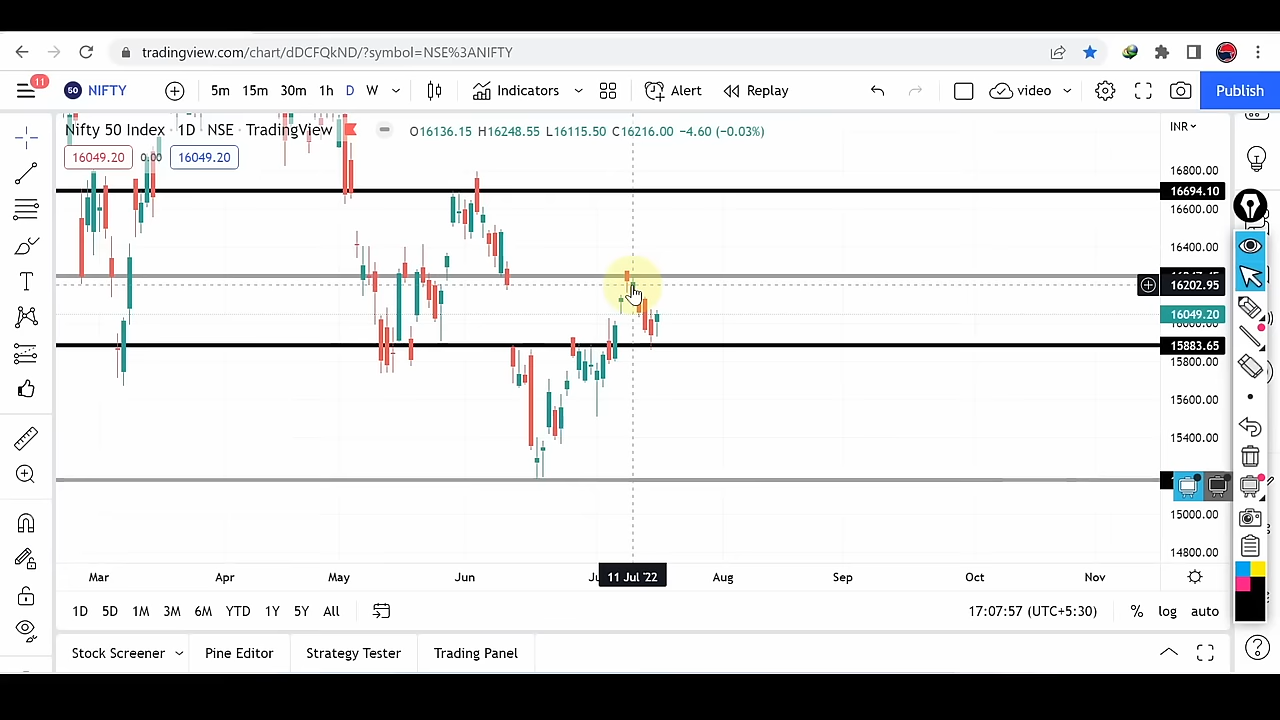 tradingview.com/chart/dDCFQkND/?symbol=NSE%3ANIFTY
11
50 NIFTY 5m 15m 30m 1h D W Indicators Alert Replay video Publish
Nifty 50 Index · 1D · NSE · TradingView O16136.15 H16248.55 L16115.50 C16216.00 −4.60 (−0.03%) INR
16049.20 0.00 16049.20
16800.00
16694.10
16600.00
16400.00
16202.95
16049.20
15883.65
15800.00
15600.00
15400.00
15000.00
14800.00
Mar Apr May Jun 11 Jul '22 Aug Sep Oct Nov
1D 5D 1M 3M 6M YTD 1Y 5Y All 17:07:57 (UTC+5:30) % log auto
Stock Screener Pine Editor Strategy Tester Trading Panel